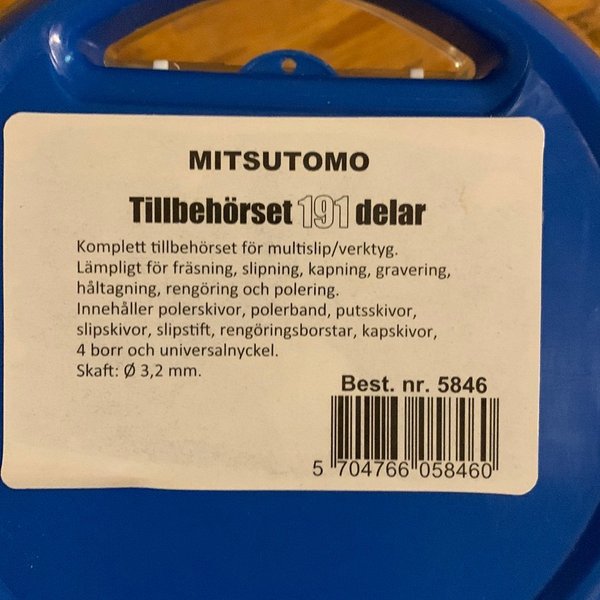 MITSUTOMO
Tillbehörset 191 delar
Komplett tillbehörset för multislip/verktyg.
Lämpligt för fräsning, slipning, kapning, gravering,
håltagning, rengöring och polering.
Innehåller polerskivor, polerband, putsskivor,
slipskivor, slipstift, rengöringsborstar, kapskivor,
4 borr och universalnyckel.
Skaft: Ø 3,2 mm.
Best. nr. 5846
5 704766 058460